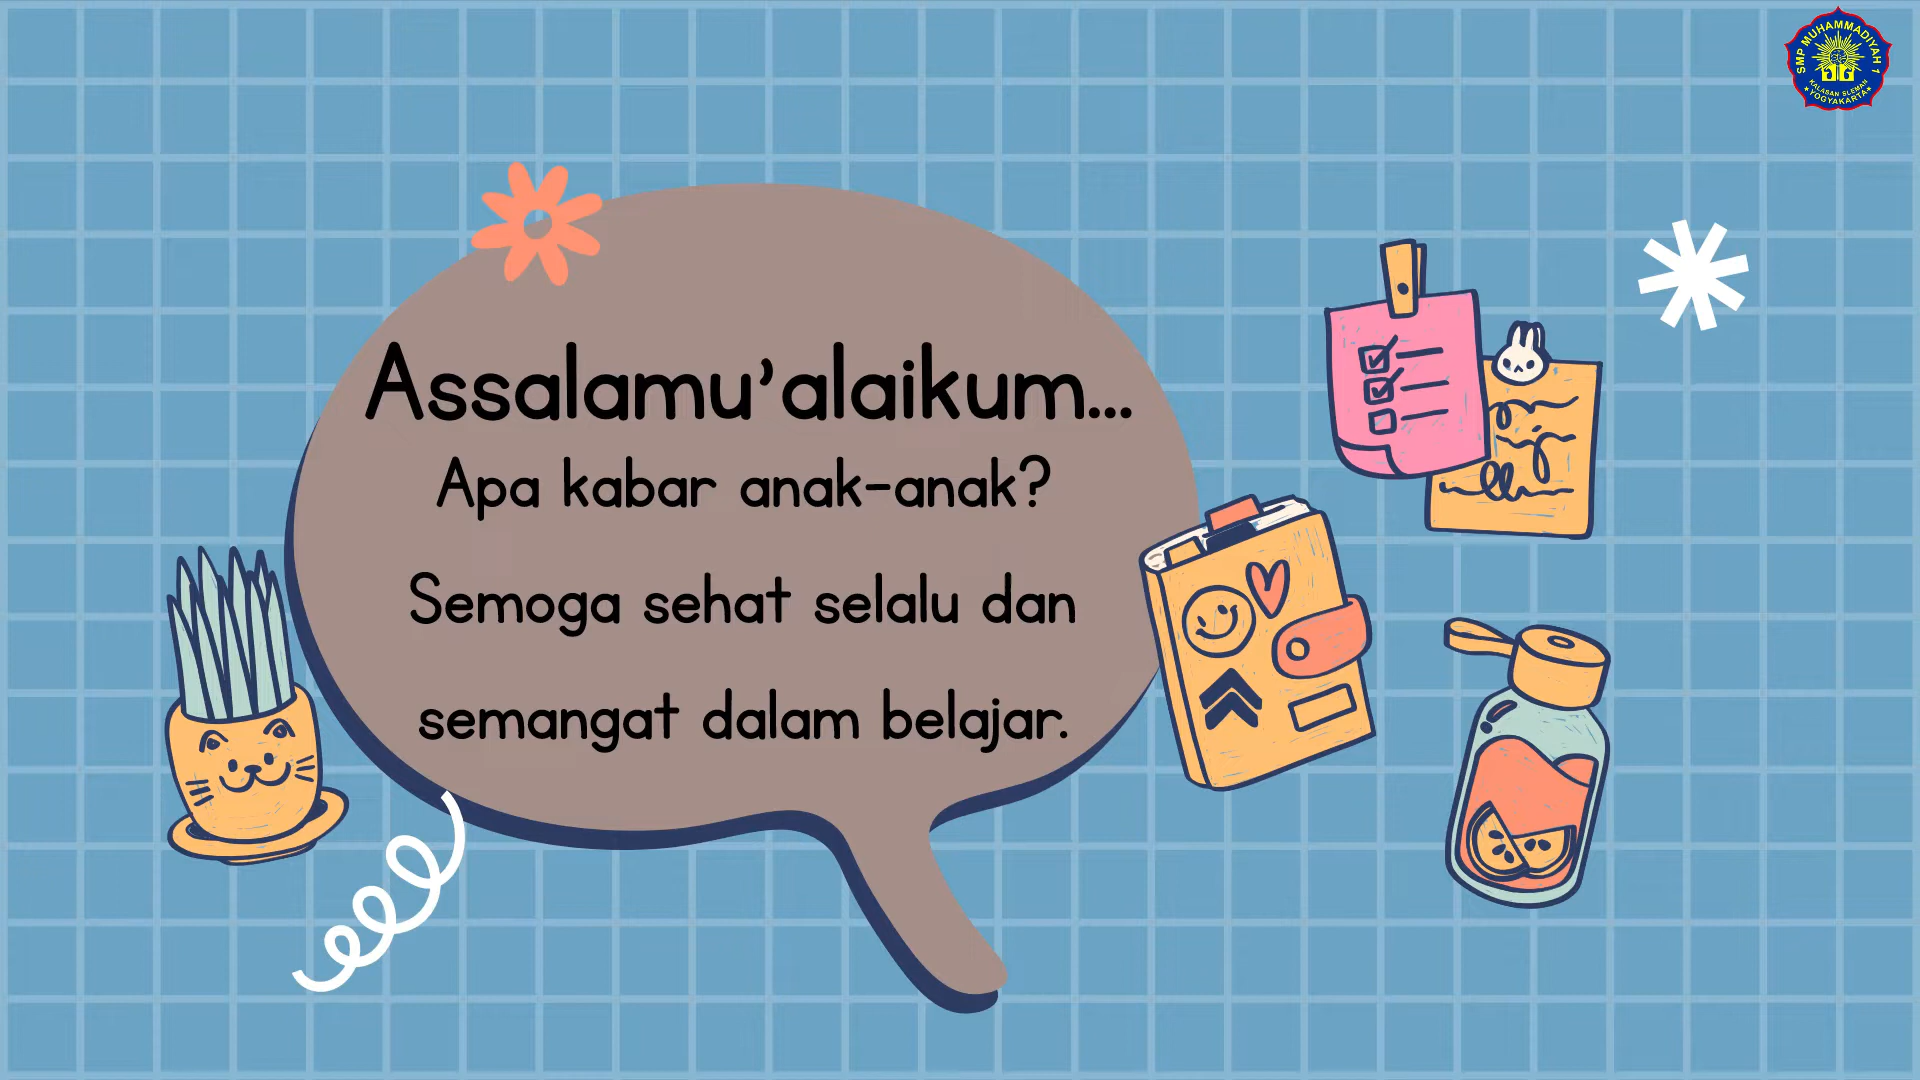 SMP MUHAMMADIYAH 1
KALASAN SLEMAN
YOGYAKARTA
Assalamu'alaikum...
Apa kabar anak-anak?
Semoga sehat selalu dan
semangat dalam belajar.